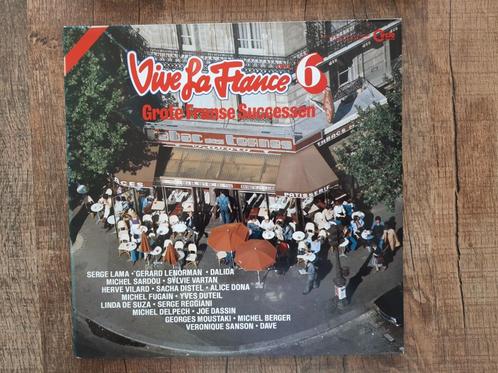 Vive La France 6
Grote Franse Successen
TABACS
PATISSERIE
SERGE LAMA • GERARD LENORMAN • DALIDA
MICHEL SARDOU • SYLVIE VARTAN
HERVE VILARD • SACHA DISTEL • ALICE DONA
MICHEL FUGAIN • YVES DUTEIL
LINDA DE SUZA • SERGE REGGIANI
MICHEL DELPECH • JOE DASSIN
GEORGES MOUSTAKI • MICHEL BERGER
VERONIQUE SANSON • DAVE